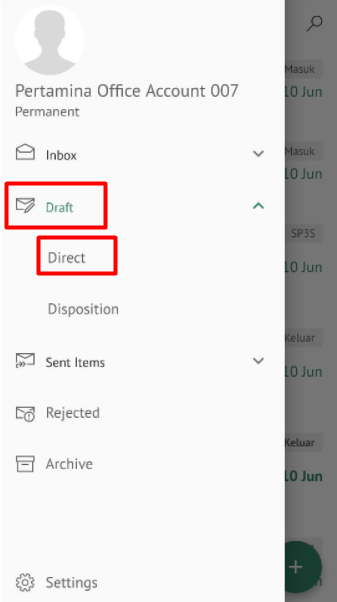 Pertamina Office Account 007
Permanent
Inbox
Draft
Direct
Disposition
Sent Items
Rejected
Archive
Settings
Masuk
10 Jun
Masuk
10 Jun
SP3S
10 Jun
Keluar
10 Jun
Keluar
10 Jun
+